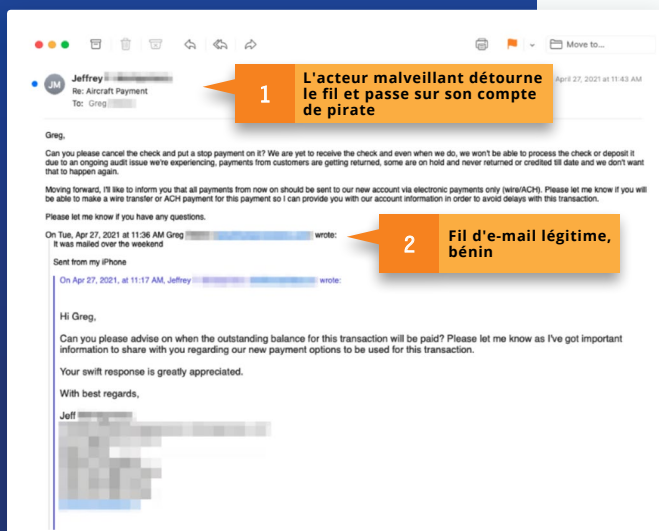 Move to...
JM
Jeffrey
Re: Aircraft Payment
To: Greg
April 27, 2021 at 11:43 AM
1
L'acteur malveillant détourne
le fil et passe sur son compte
de pirate
Greg,
Can you please cancel the check and put a stop payment on it? We are yet to receive the check and even when we do, we won't be able to process the check or deposit it
due to an ongoing audit issue we're experiencing, payments from customers are getting returned, some are on hold and never returned or credited till date and we don't want
that to happen again.
Moving forward, I'll like to inform you that all payments from now on should be sent to our new account via electronic payments only (wire/ACH). Please let me know if you will
be able to make a wire transfer or ACH payment for this payment so I can provide you with our account information in order to avoid delays with this transaction.
Please let me know if you have any questions.
On Tue, Apr 27, 2021 at 11:36 AM Greg wrote:
It was mailed over the weekend
2
Fil d'e-mail légitime,
bénin
Sent from my iPhone
On Apr 27, 2021, at 11:17 AM, Jeffrey wrote:
Hi Greg,
Can you please advise on when the outstanding balance for this transaction will be paid? Please let me know as I've got important
information to share with you regarding our new payment options to be used for this transaction.
Your swift response is greatly appreciated.
With best regards,
Jeff